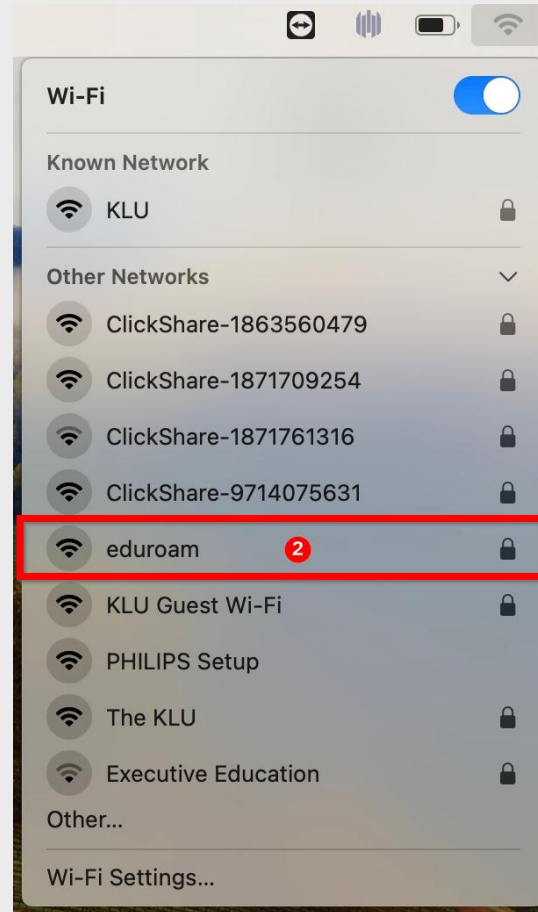 Wi-Fi
Known Network
KLU
Other Networks
ClickShare-1863560479
ClickShare-1871709254
ClickShare-1871761316
ClickShare-9714075631
eduroam 2
KLU Guest Wi-Fi
PHILIPS Setup
The KLU
Executive Education
Other...
Wi-Fi Settings...